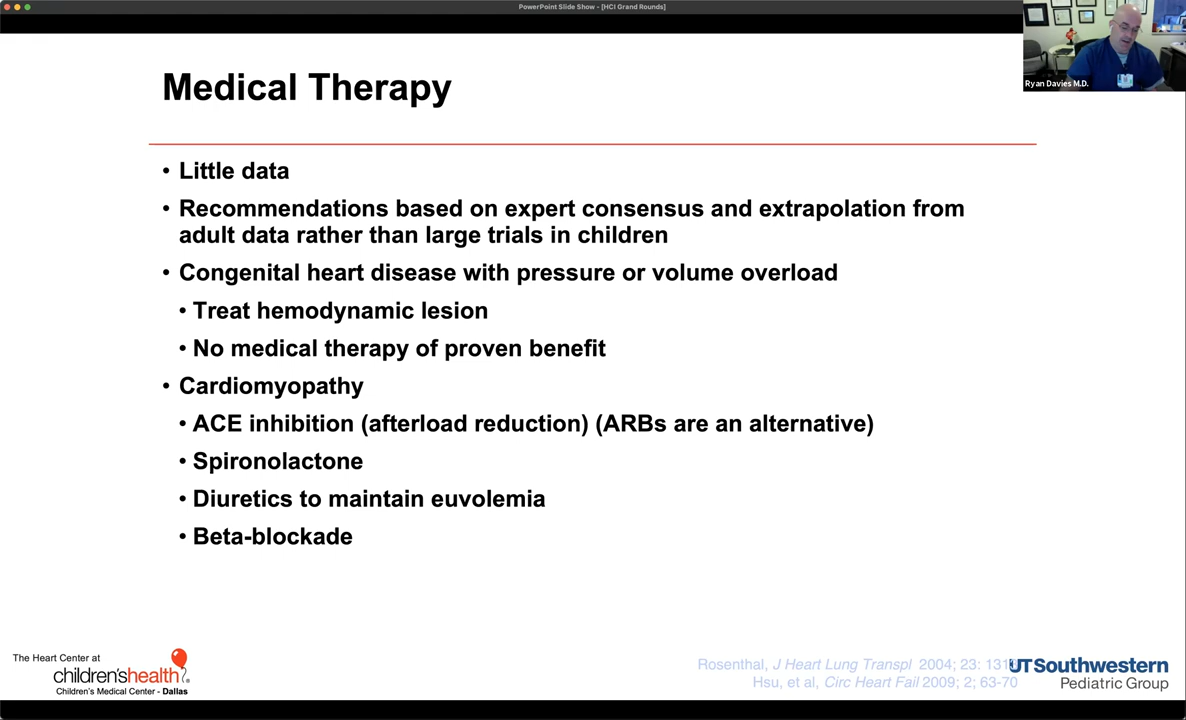 PowerPoint Slide Show - [HCI Grand Rounds]
Ryan Davies M.D.
Medical Therapy
• Little data
• Recommendations based on expert consensus and extrapolation from
adult data rather than large trials in children
• Congenital heart disease with pressure or volume overload
• Treat hemodynamic lesion
• No medical therapy of proven benefit
• Cardiomyopathy
• ACE inhibition (afterload reduction) (ARBs are an alternative)
• Spironolactone
• Diuretics to maintain euvolemia
• Beta-blockade
The Heart Center at
children'shealth
Children's Medical Center - Dallas
Rosenthal, J Heart Lung Transpl 2004; 23:
Hsu, et al, Circ Heart Fail 2009; 2; 63-70
UTSouthwestern
Pediatric Group